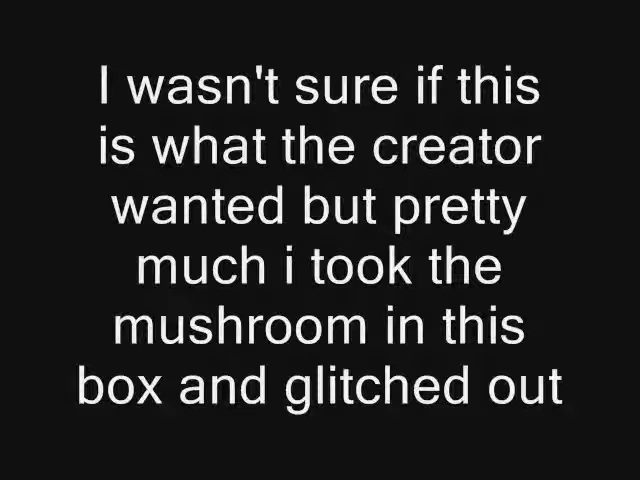 I wasn't sure if this
is what the creator
wanted but pretty
much i took the
mushroom in this
box and glitched out